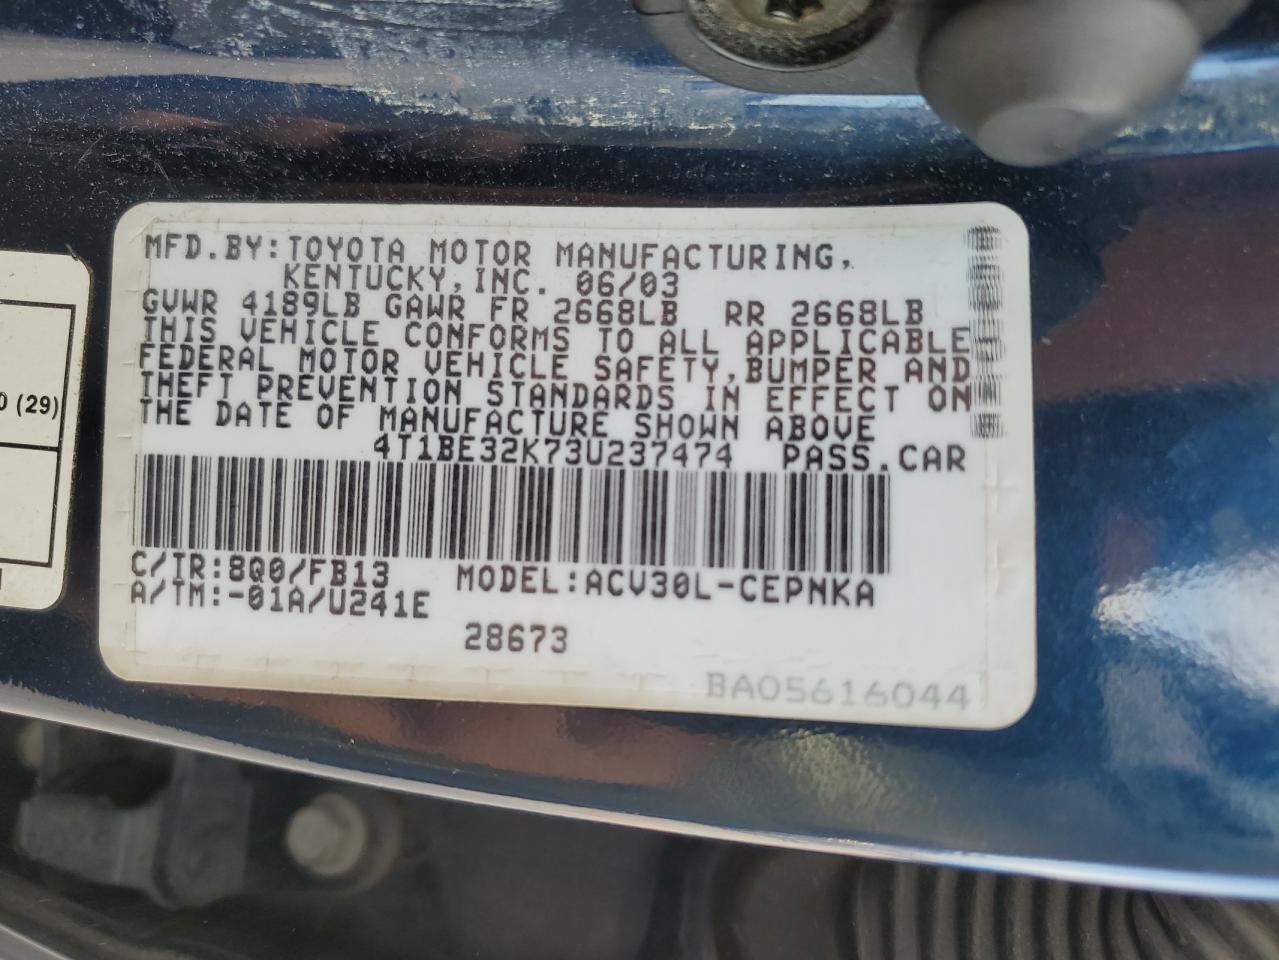 MFD.BY:TOYOTA MOTOR MANUFACTURING,
KENTUCKY,INC. 06/03
GVWR 4189LB GAWR FR 2668LB RR 2668LB
THIS VEHICLE CONFORMS TO ALL APPLICABLE
FEDERAL MOTOR VEHICLE SAFETY,BUMPER AND
THEFT PREVENTION STANDARDS IN EFFECT ON
THE DATE OF MANUFACTURE SHOWN ABOVE
4T1BE32K73U237474 PASS.CAR
C/TR:8Q0/FB13 MODEL:ACV30L-CEPNKA
A/TM:-01A/U241E
28673
BA05616044
0 (29)